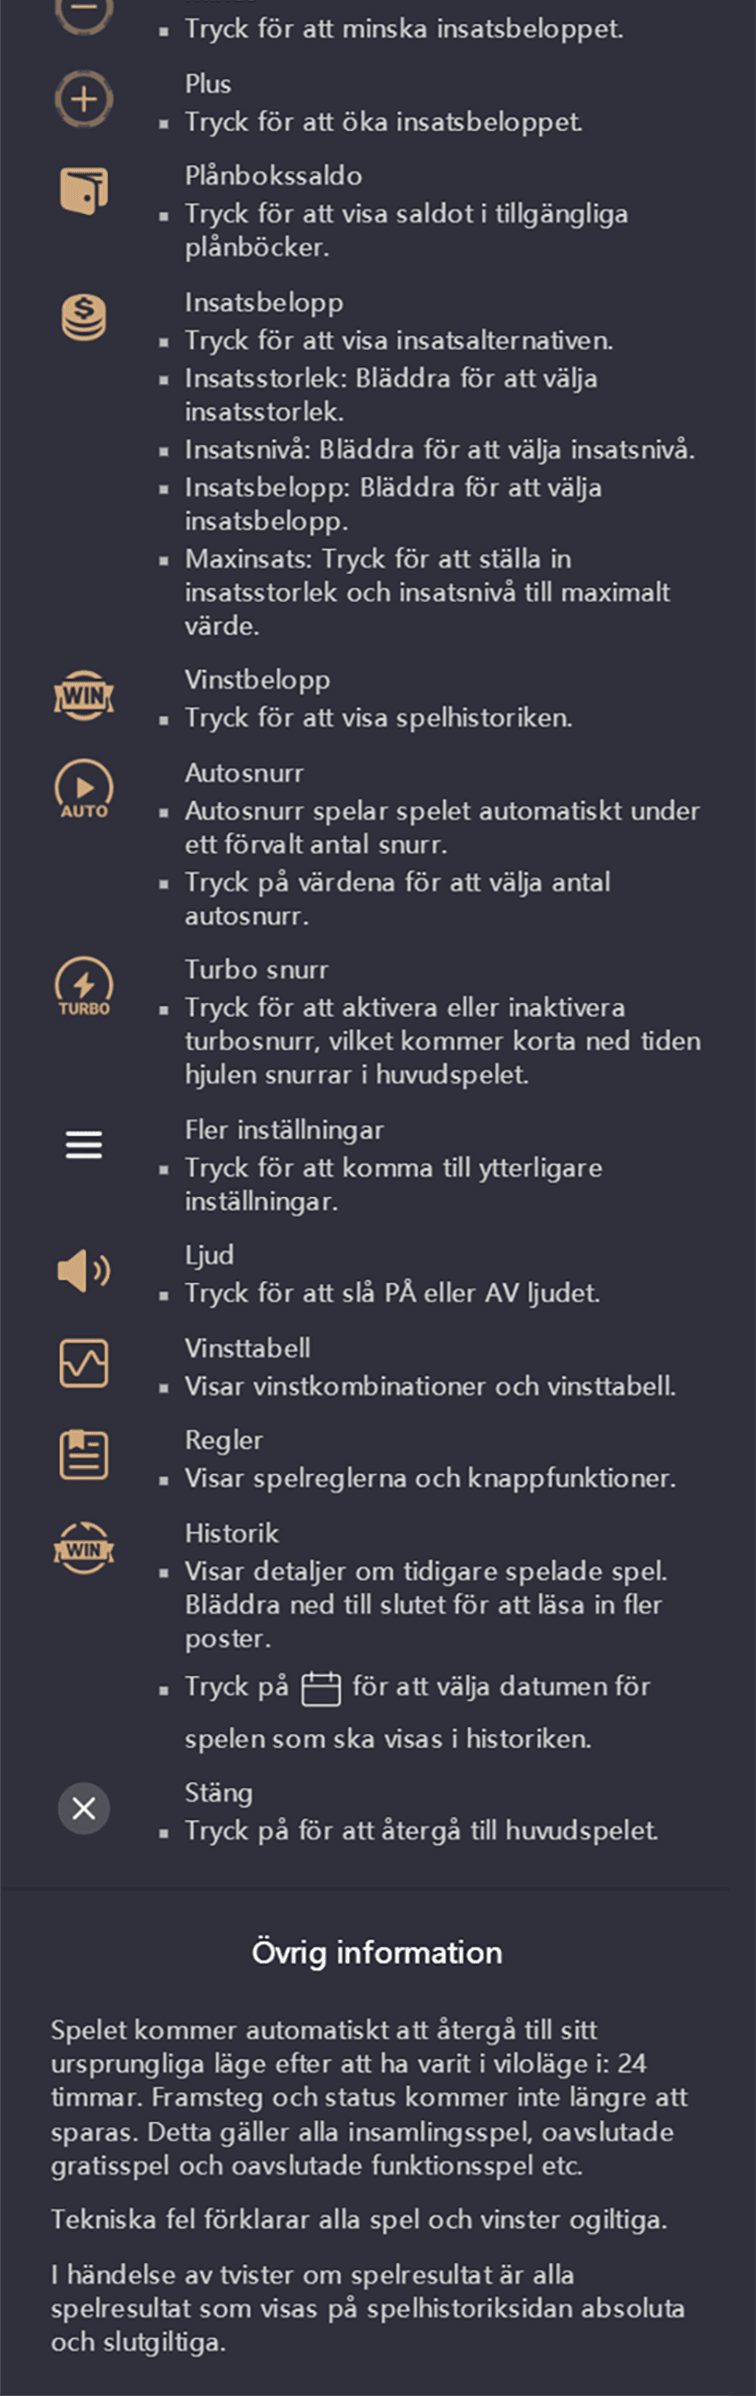 Tryck för att minska insatsbeloppet.
Plus
Tryck för att öka insatsbeloppet.
Plånbokssaldo
Tryck för att visa saldot i tillgängliga
plånböcker.
Insatsbelopp
Tryck för att visa insatsalternativen.
Insatsstorlek: Bläddra för att välja
insatsstorlek.
Insatsnivå: Bläddra för att välja insatsnivå.
Insatsbelopp: Bläddra för att välja
insatsbelopp.
Maxinsats: Tryck för att ställa in
insatsstorlek och insatsnivå till maximalt
värde.
WIN
Vinstbelopp
Tryck för att visa spelhistoriken.
AUTO
Autosnurr
Autosnurr spelar spelet automatiskt under
ett förvalt antal snurr.
Tryck på värdena för att välja antal
autosnurr.
TURBO
Turbo snurr
Tryck för att aktivera eller inaktivera
turbosnurr, vilket kommer korta ned tiden
hjulen snurrar i huvudspelet.
Fler inställningar
Tryck för att komma till ytterligare
inställningar.
Ljud
Tryck för att slå PÅ eller AV ljudet.
Vinsttabell
Visar vinstkombinationer och vinsttabell.
Regler
Visar spelreglerna och knappfunktioner.
WIN
Historik
Visar detaljer om tidigare spelade spel.
Bläddra ned till slutet för att läsa in fler
poster.
Tryck på för att välja datumen för
spelen som ska visas i historiken.
Stäng
Tryck på för att återgå till huvudspelet.
Övrig information
Spelet kommer automatiskt att återgå till sitt
ursprungliga läge efter att ha varit i viloläge i: 24
timmar. Framsteg och status kommer inte längre att
sparas. Detta gäller alla insamlingsspel, oavslutade
gratisspel och oavslutade funktionsspel etc.
Tekniska fel förklarar alla spel och vinster ogiltiga.
I händelse av tvister om spelresultat är alla
spelresultat som visas på spelhistoriksidan absoluta
och slutgiltiga.